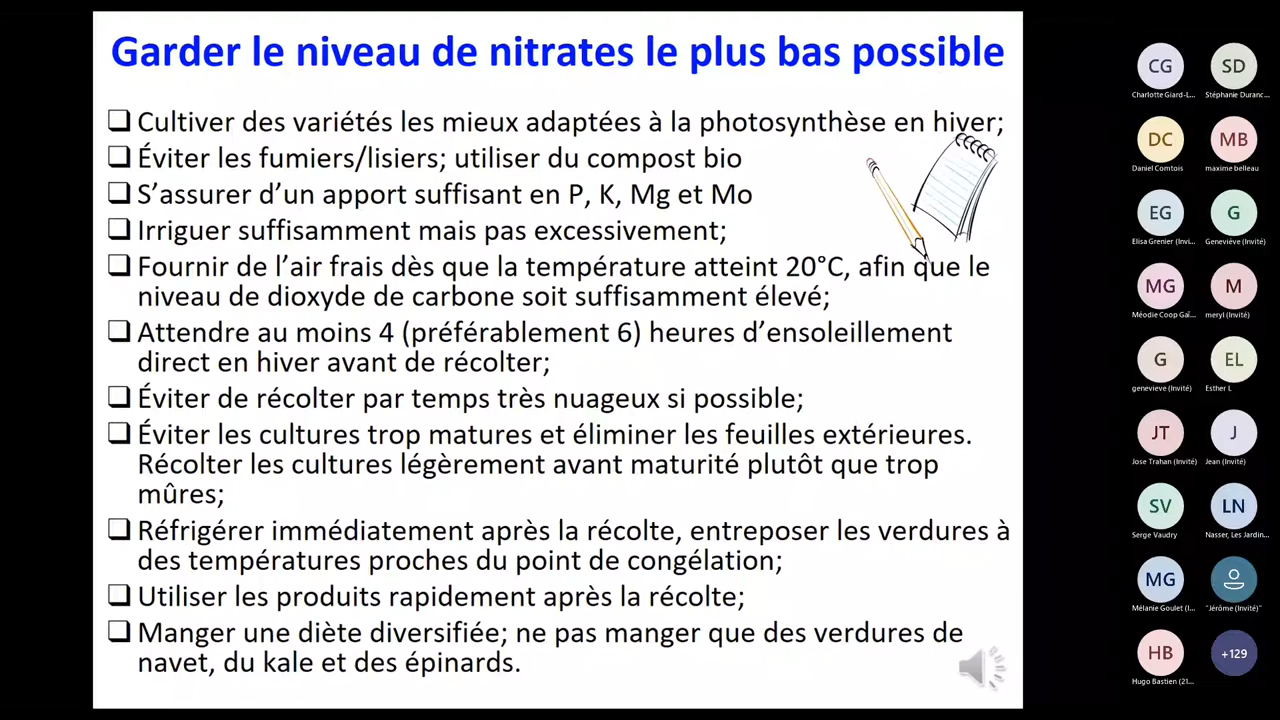 Garder le niveau de nitrates le plus bas possible
Cultiver des variétés les mieux adaptées à la photosynthèse en hiver;
Éviter les fumiers/lisiers; utiliser du compost bio
S’assurer d’un apport suffisant en P, K, Mg et Mo
Irriguer suffisamment mais pas excessivement;
Fournir de l’air frais dès que la température atteint 20°C, afin que le
niveau de dioxyde de carbone soit suffisamment élevé;
Attendre au moins 4 (préférablement 6) heures d’ensoleillement
direct en hiver avant de récolter;
Éviter de récolter par temps très nuageux si possible;
Éviter les cultures trop matures et éliminer les feuilles extérieures.
Récolter les cultures légèrement avant maturité plutôt que trop
mûres;
Réfrigérer immédiatement après la récolte, entreposer les verdures à
des températures proches du point de congélation;
Utiliser les produits rapidement après la récolte;
Manger une diète diversifiée; ne pas manger que des verdures de
navet, du kale et des épinards.
CG
SD
Charlotte Giard-L...
Stéphanie Duranc...
DC
MB
Daniel Comtois
maxime belleau
EG
G
Elisa Grenier (Invi...
Geneviève (Invité)
MG
M
Méodie Coop Gaï...
meryl (Invité)
G
EL
genevieve (Invité)
Esther L
JT
J
Jose Trahan (Invité)
Jean (Invité)
SV
LN
Serge Vaudry
Nasser, Les Jardin...
MG
Mélanie Goulet (I...
"Jérôme (Invité)"
HB
+129
Hugo Bastien (21...